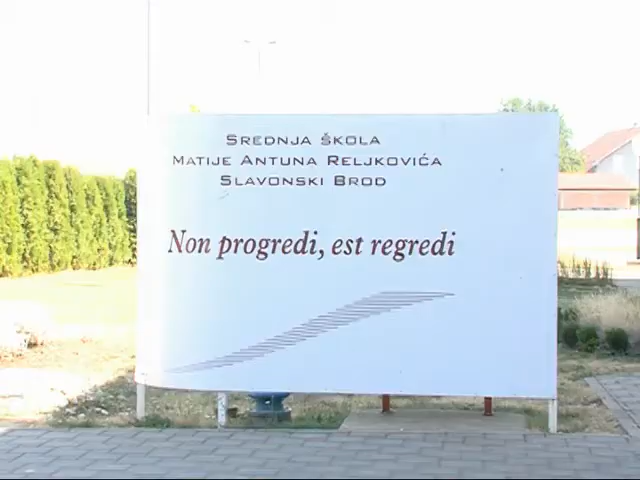 SREDNJA ŠKOLA
MATIJE ANTUNA RELJKOVIĆA
SLAVONSKI BROD
Non progredi, est regredi